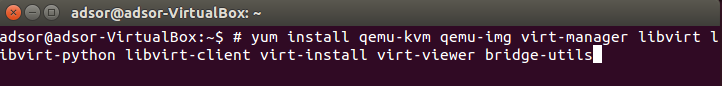 adsor@adsor-VirtualBox: ~
adsor@adsor-VirtualBox:~$ # yum install qemu-kvm qemu-img virt-manager libvirt l
ibvirt-python libvirt-client virt-install virt-viewer bridge-utils